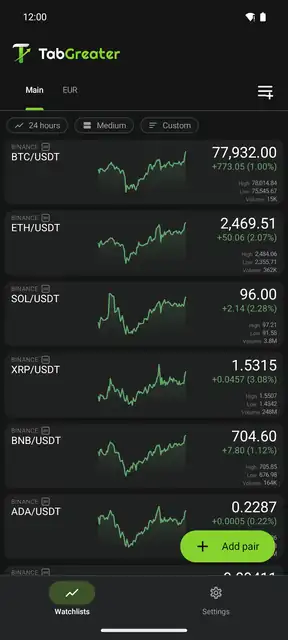 12:00
TabGreater
Main
EUR
24 hours
Medium
Custom
BINANCE
BTC/USDT
77,932.00
+773.05 (1.00%)
High: 78,014.84
Low: 75,545.67
Volume: 15K
BINANCE
ETH/USDT
2,469.51
+50.06 (2.07%)
High: 2,484.06
Low: 2,355.71
Volume: 362K
BINANCE
SOL/USDT
96.00
+2.14 (2.28%)
High: 97.21
Low: 91.58
Volume: 3.8M
BINANCE
XRP/USDT
1.5315
+0.0457 (3.08%)
High: 1.5507
Low: 1.4342
Volume: 246M
BINANCE
BNB/USDT
704.60
+7.80 (1.12%)
High: 705.85
Low: 676.98
Volume: 164K
BINANCE
ADA/USDT
0.2287
+0.0005 (0.22%)
Add pair
Watchlists
Settings